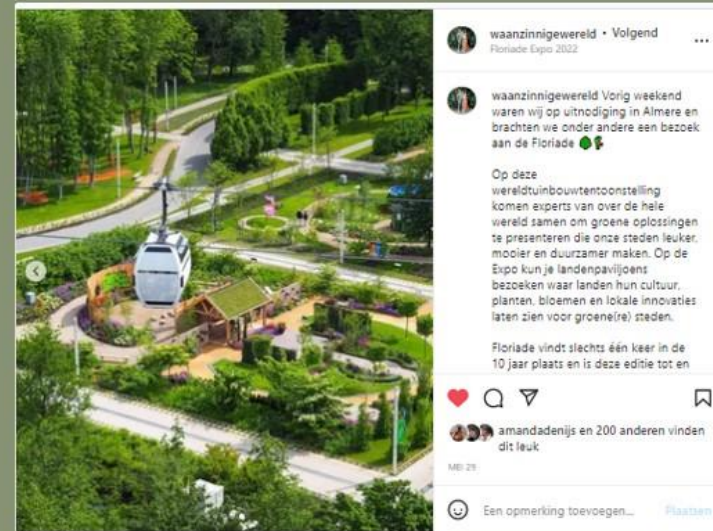 waanzinnigewereld • Volgend
Floriade Expo 2022
waanzinnigewereld Vorig weekend
waren wij op uitnodiging in Almere en
brachten we onder andere een bezoek
aan de Floriade
Op deze
wereldtuinbouwtentoonstelling
komen experts van over de hele
wereld samen om groene oplossingen
te presenteren die onze steden leuker,
mooier en duurzamer maken. Op de
Expo kun je landenpaviljoens
bezoeken waar landen hun cultuur,
planten, bloemen en lokale innovaties
laten zien voor groene(re) steden.
Floriade vindt slechts één keer in de
10 jaar plaats en is deze editie tot en
amandadenijs en 200 anderen vinden
dit leuk
MEI 29
Een opmerking toevoegen... Plaatsen